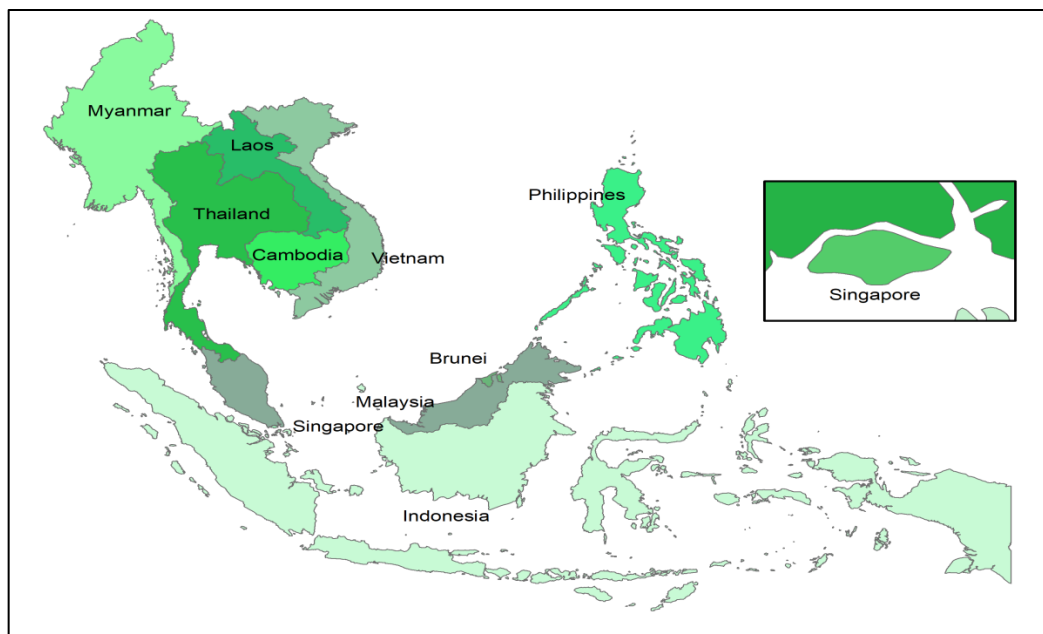 Myanmar
Laos
Philippines
Thailand
Cambodia
Vietnam
Singapore
Brunei
Malaysia
Singapore
Indonesia